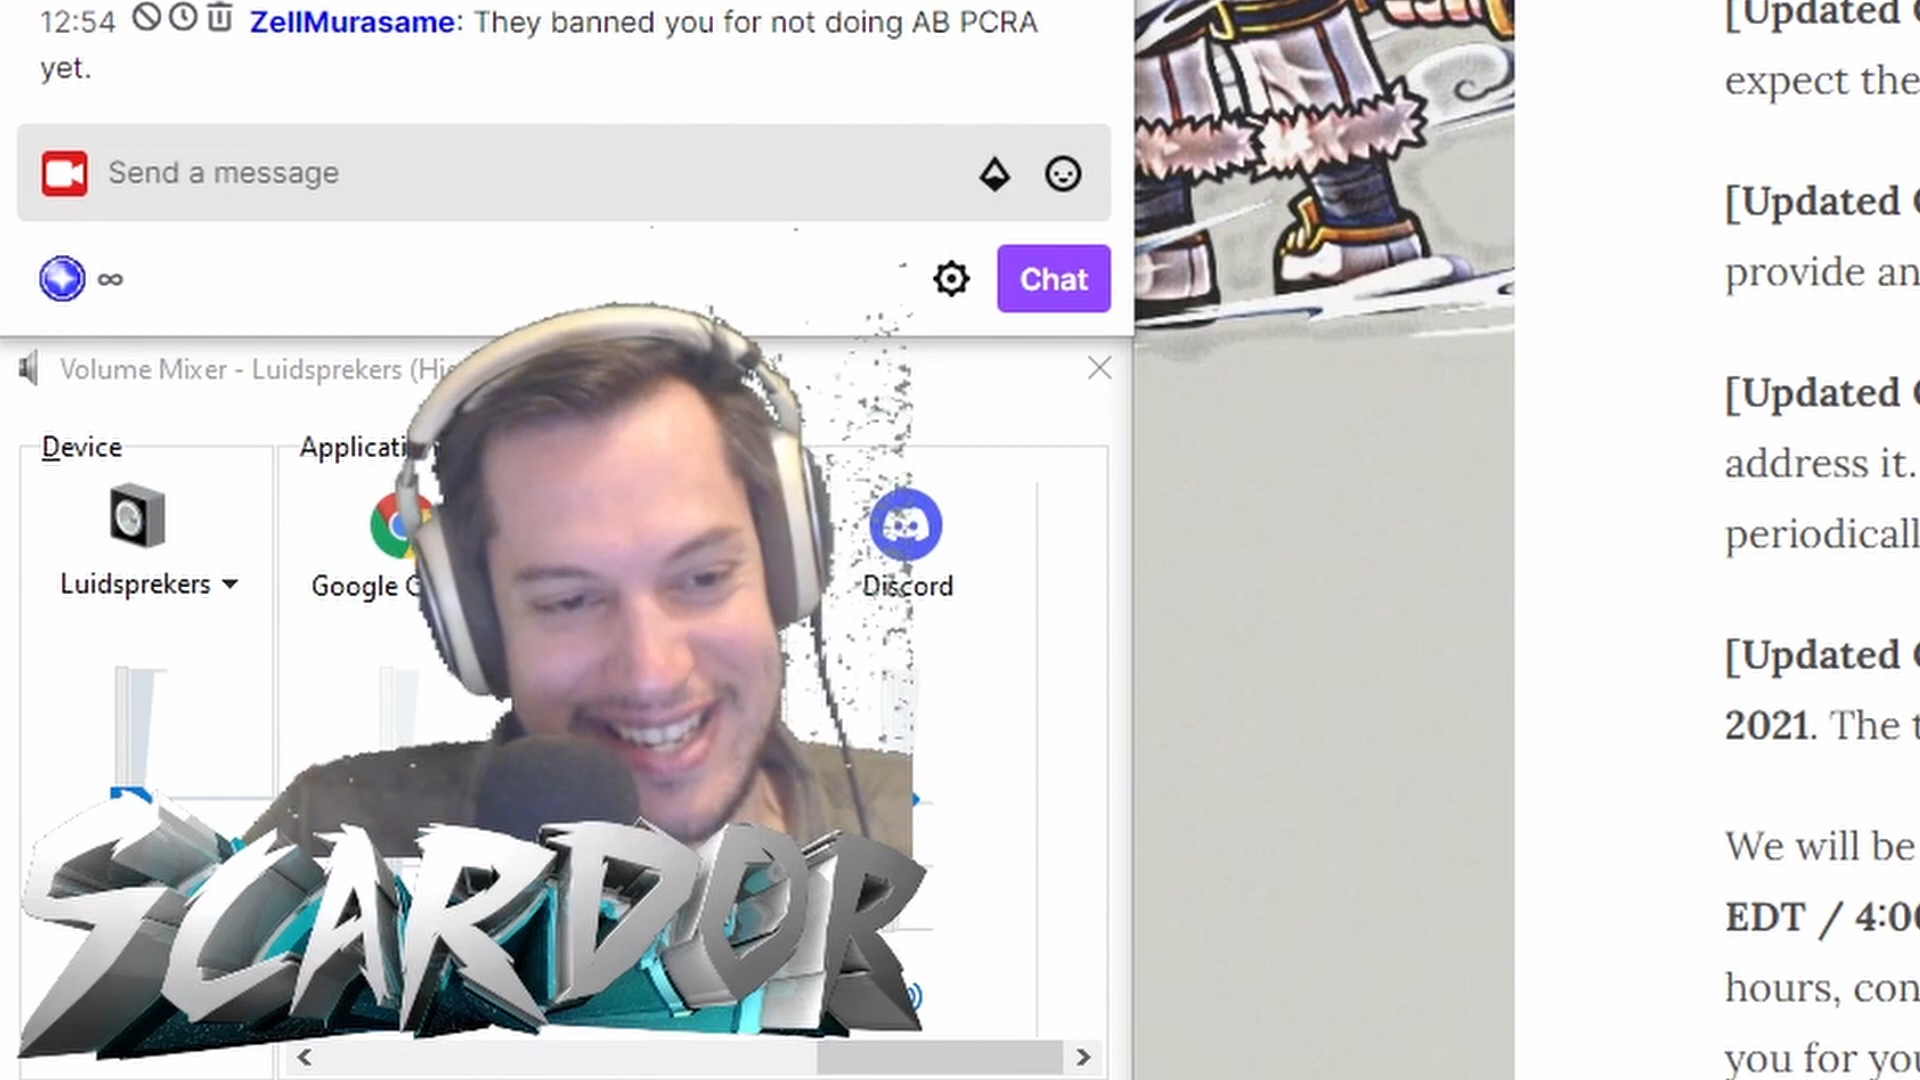 12:54 ZellMurasame: They banned you for not doing AB PCRA
yet.
Send a message
∞
Chat
Volume Mixer - Luidsprekers (Hi
Device
Applicati
Luidsprekers
Google
Discord
SCARDOR
[Updated
expect the
[Updated
provide an
[Updated
address it.
periodicall
[Updated
2021. The t
We will be
EDT / 4:00
hours, con
you for you